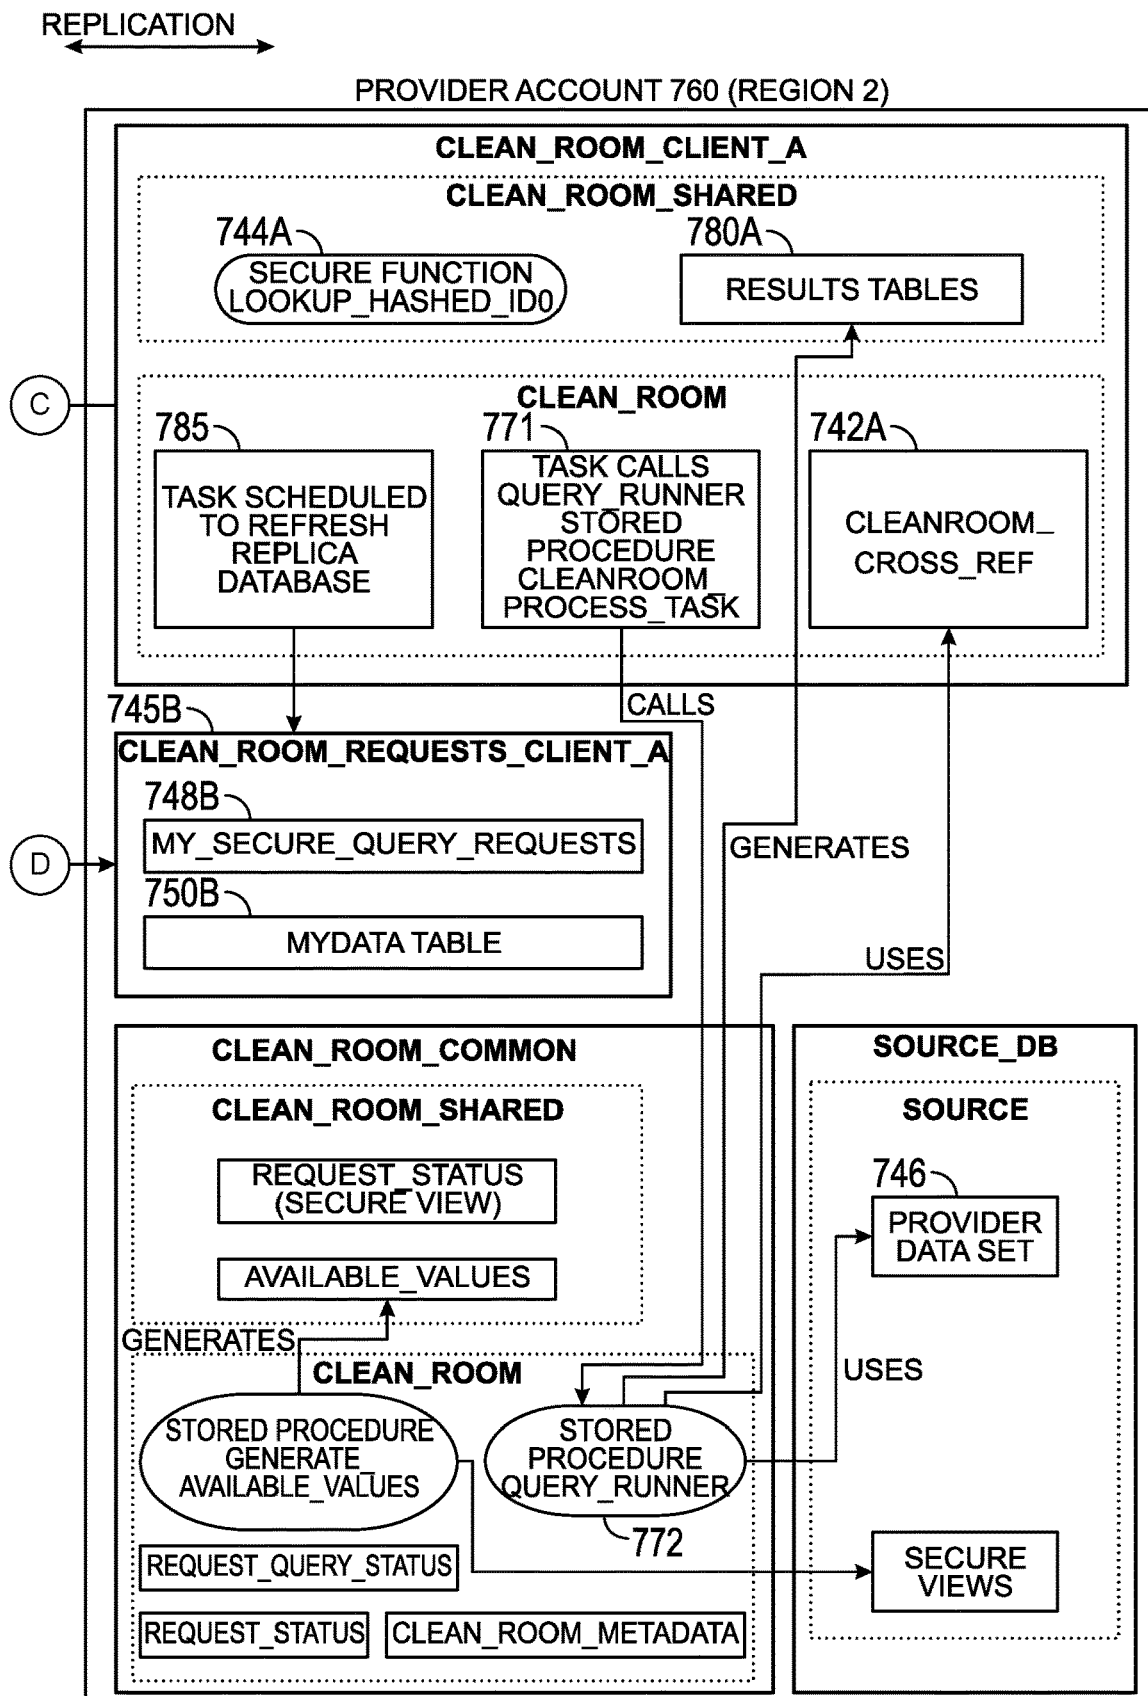 REPLICATION
PROVIDER ACCOUNT 760 (REGION 2)
CLEAN_ROOM_CLIENT_A
CLEAN_ROOM_SHARED
744A
SECURE FUNCTION
LOOKUP_HASHED_ID0
780A
RESULTS TABLES
C
CLEAN_ROOM
785
TASK SCHEDULED
TO REFRESH
REPLICA
DATABASE
771
TASK CALLS
QUERY_RUNNER
STORED
PROCEDURE
CLEANROOM_
PROCESS_TASK
742A
CLEANROOM_
CROSS_REF
CALLS
745B
CLEAN_ROOM_REQUESTS_CLIENT_A
748B
MY_SECURE_QUERY_REQUESTS
D
750B
MYDATA TABLE
GENERATES
USES
CLEAN_ROOM_COMMON
CLEAN_ROOM_SHARED
REQUEST_STATUS
(SECURE VIEW)
AVAILABLE_VALUES
GENERATES
CLEAN_ROOM
STORED PROCEDURE
GENERATE_
AVAILABLE_VALUES
STORED
PROCEDURE
QUERY_RUNNER
772
REQUEST_QUERY_STATUS
REQUEST_STATUS
CLEAN_ROOM_METADATA
SOURCE_DB
SOURCE
746
PROVIDER
DATA SET
USES
SECURE
VIEWS